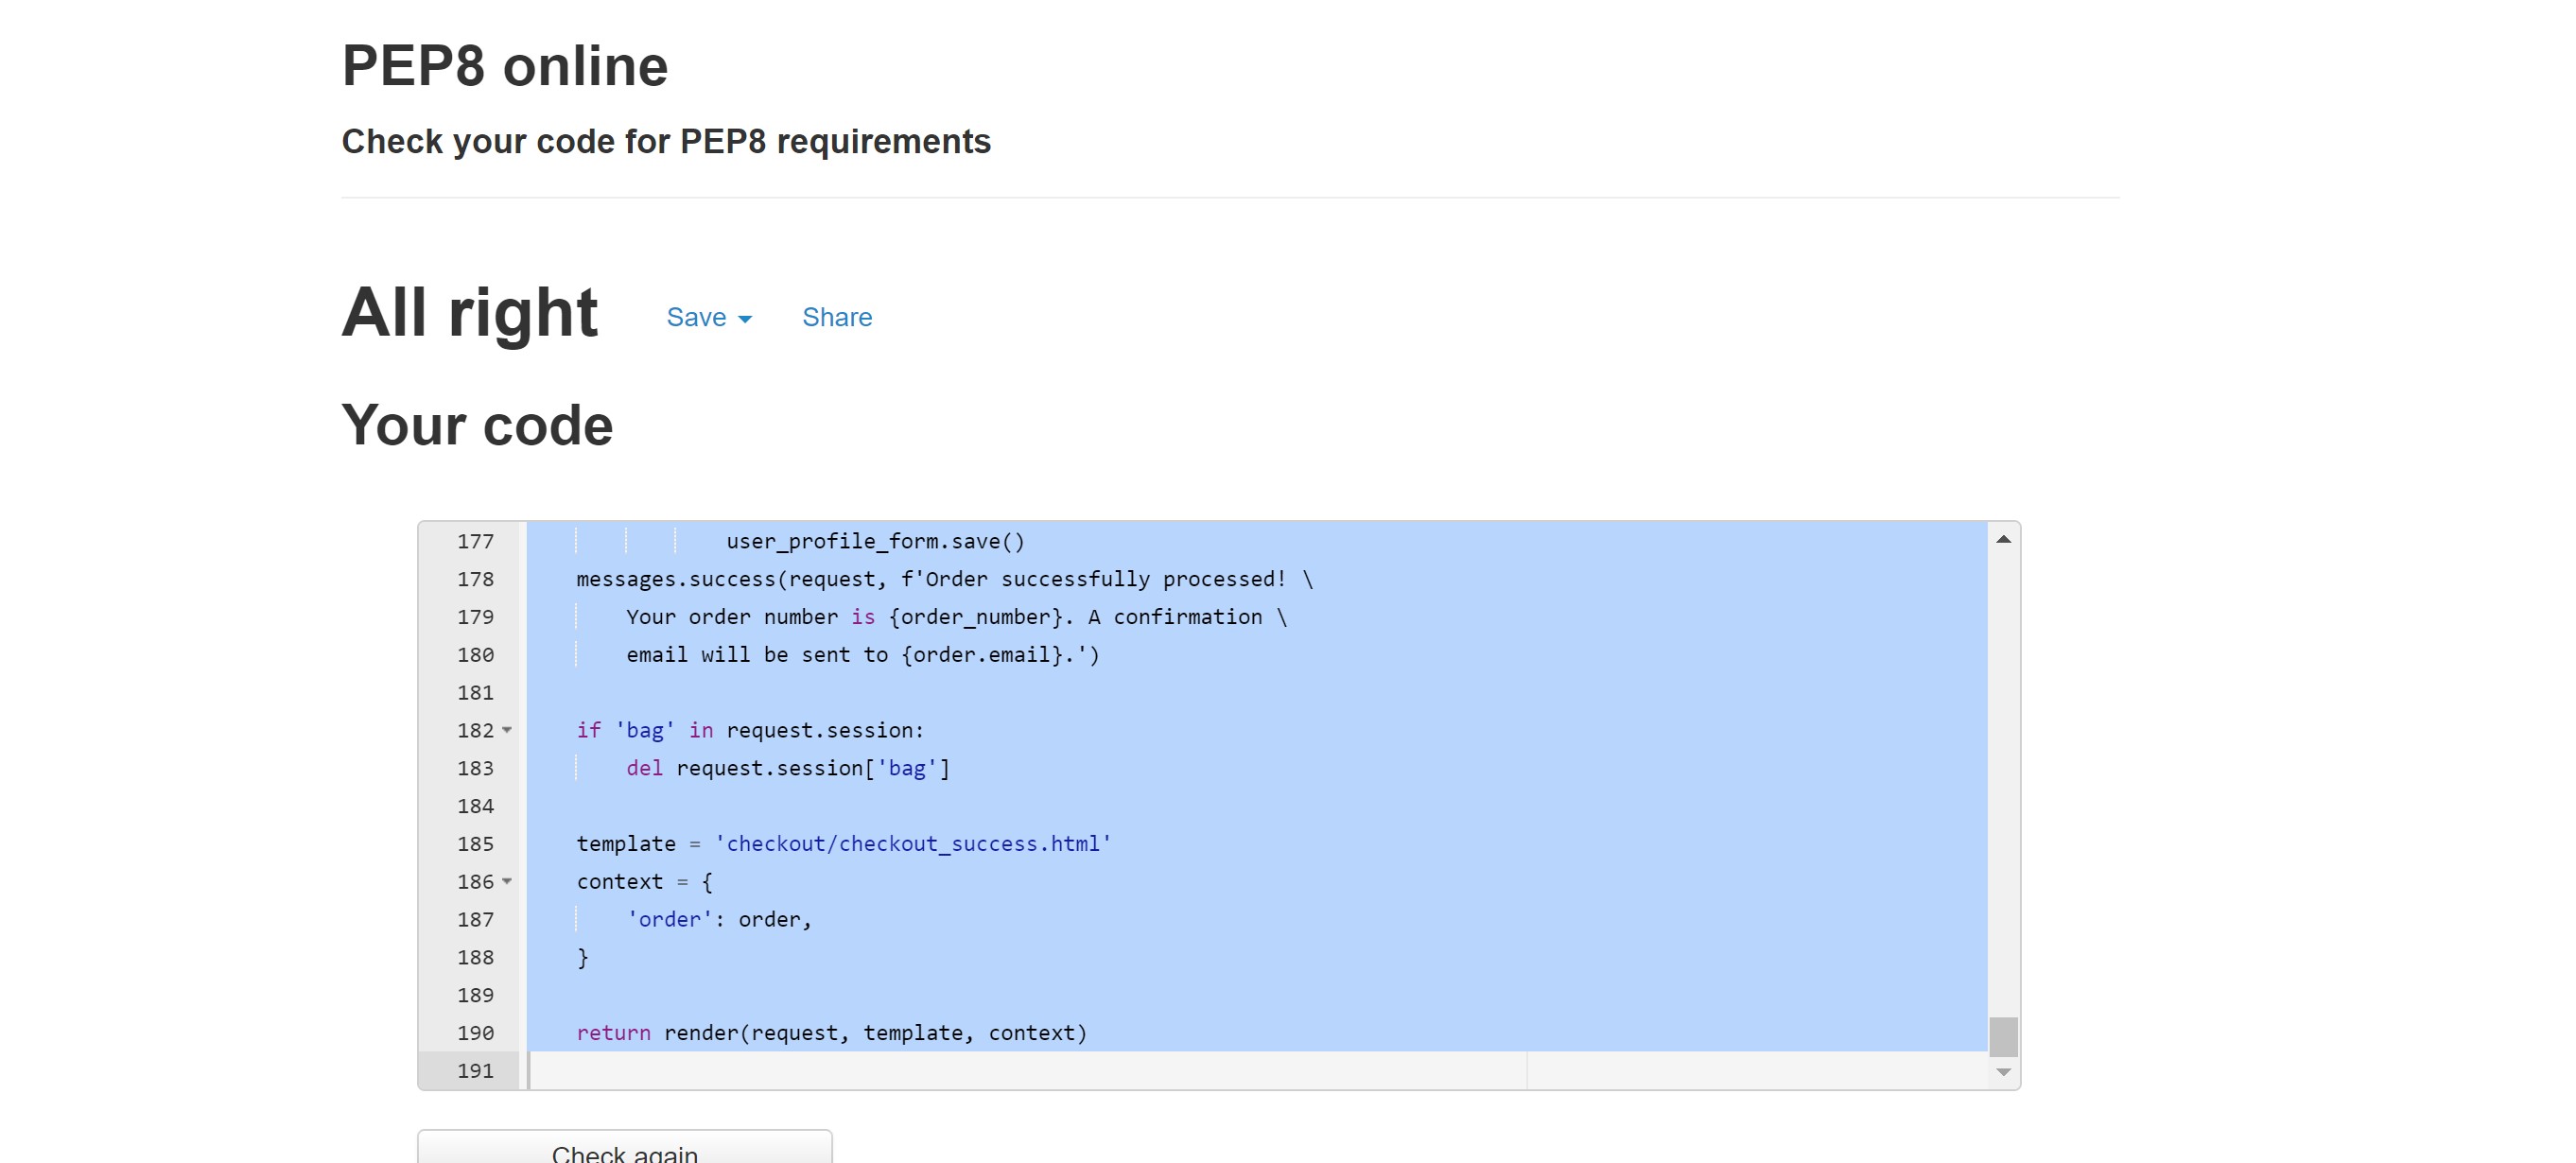 PEP8 online
Check your code for PEP8 requirements
All right Save Share
Your code
177 user_profile_form.save()
178 messages.success(request, f'Order successfully processed! \
179 Your order number is {order_number}. A confirmation \
180 email will be sent to {order.email}.')
181
182 if 'bag' in request.session:
183 del request.session['bag']
184
185 template = 'checkout/checkout_success.html'
186 context = {
187 'order': order,
188 }
189
190 return render(request, template, context)
191
Check again